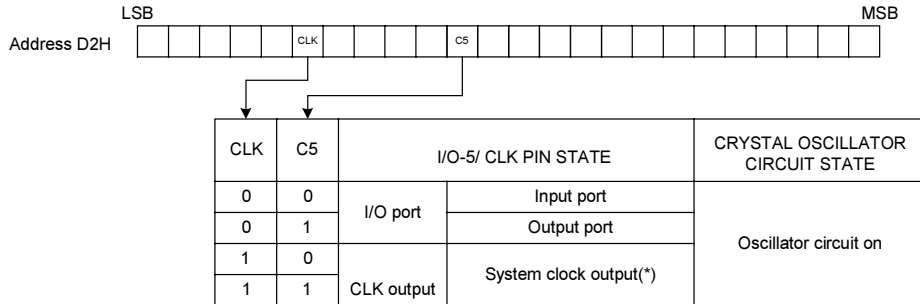 LSB MSB
Address D2H CLK C5
CLK C5 I/O-5/ CLK PIN STATE CRYSTAL OSCILLATOR
CIRCUIT STATE
0 0 I/O port Input port Oscillator circuit on
0 1 Output port
1 0 CLK output System clock output(*)
1 1